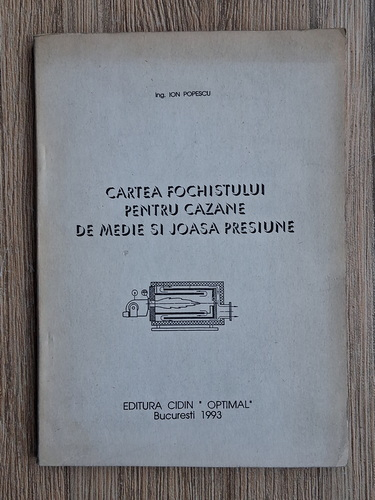 Ing. ION POPESCU
CARTEA FOCHISTULUI
PENTRU CAZANE
DE MEDIE SI JOASA PRESIUNE
EDITURA CIDIN " OPTIMAL"
Bucuresti 1993